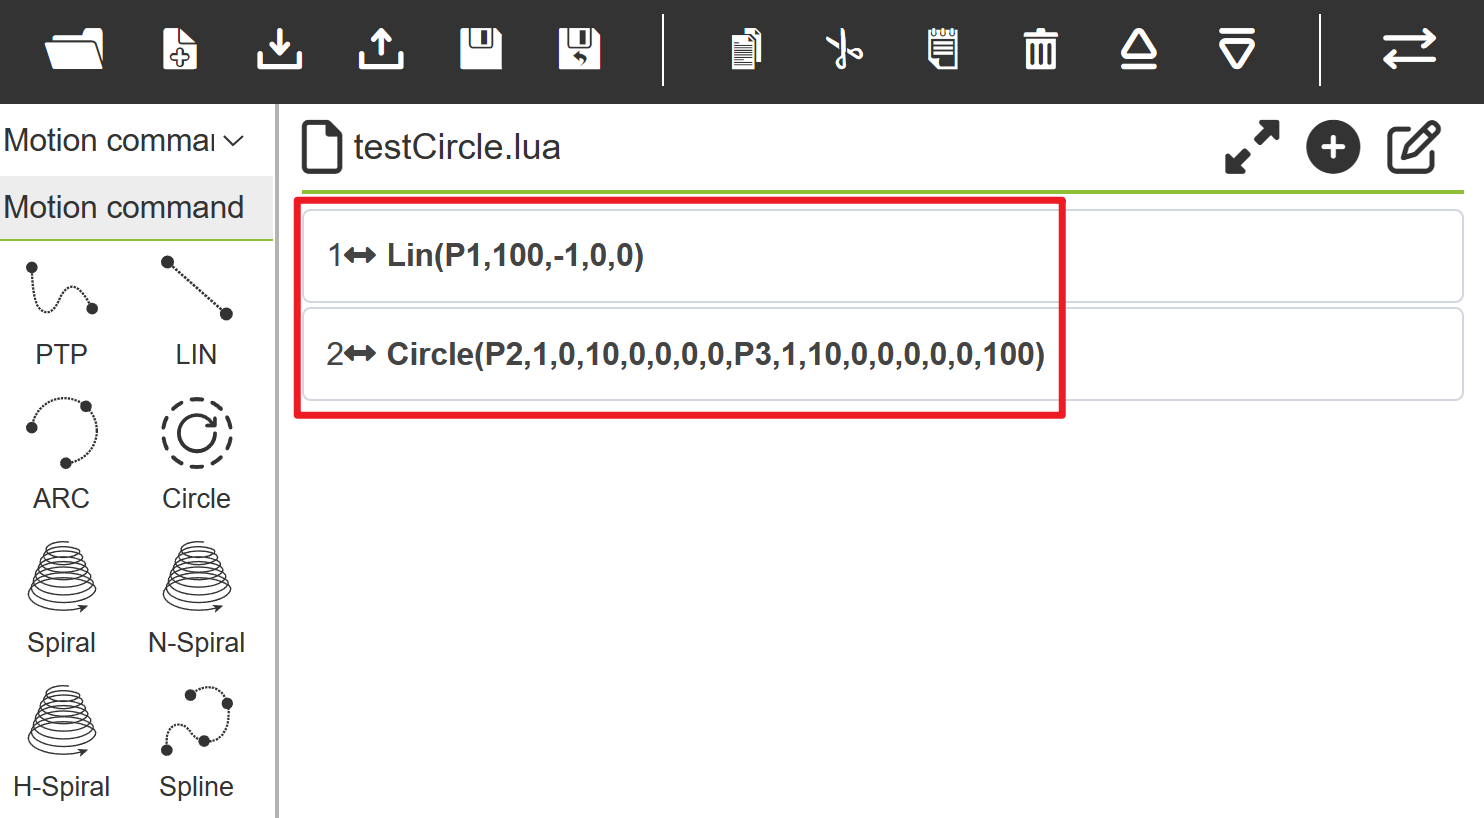 Motion comma
Motion command
PTP LIN
ARC Circle
Spiral N-Spiral
H-Spiral Spline
testCircle.lua
1 Lin(P1,100,-1,0,0)
2 Circle(P2,1,0,10,0,0,0,0,P3,1,10,0,0,0,0,0,100)